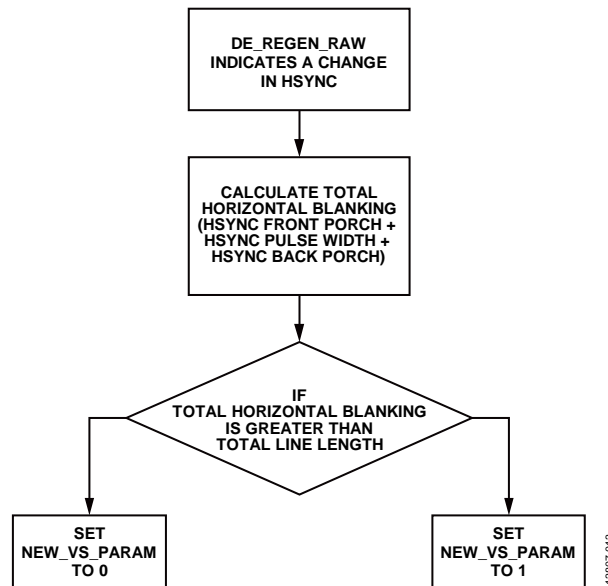 DE_REGEN_RAW
INDICATES A CHANGE
IN HSYNC
CALCULATE TOTAL
HORIZONTAL BLANKING
(HSYNC FRONT PORCH +
HSYNC PULSE WIDTH +
HSYNC BACK PORCH)
IF
TOTAL HORIZONTAL BLANKING
IS GREATER THAN
TOTAL LINE LENGTH
SET
NEW_VS_PARAM
TO 0
SET
NEW_VS_PARAM
TO 1